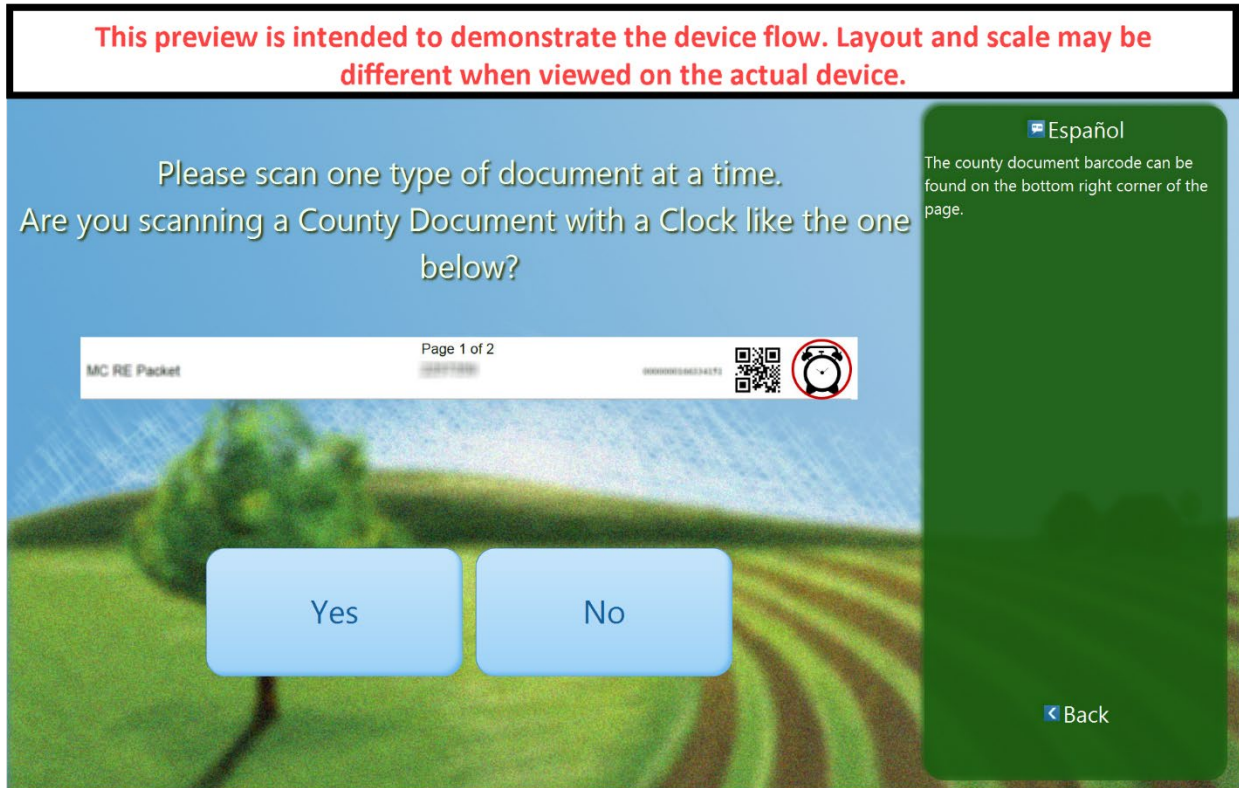 This preview is intended to demonstrate the device flow. Layout and scale may be
different when viewed on the actual device.
Please scan one type of document at a time.
Are you scanning a County Document with a Clock like the one
below?
Page 1 of 2
MC RE Packet
Yes
No
Español
The county document barcode can be
found on the bottom right corner of the
page.
Back